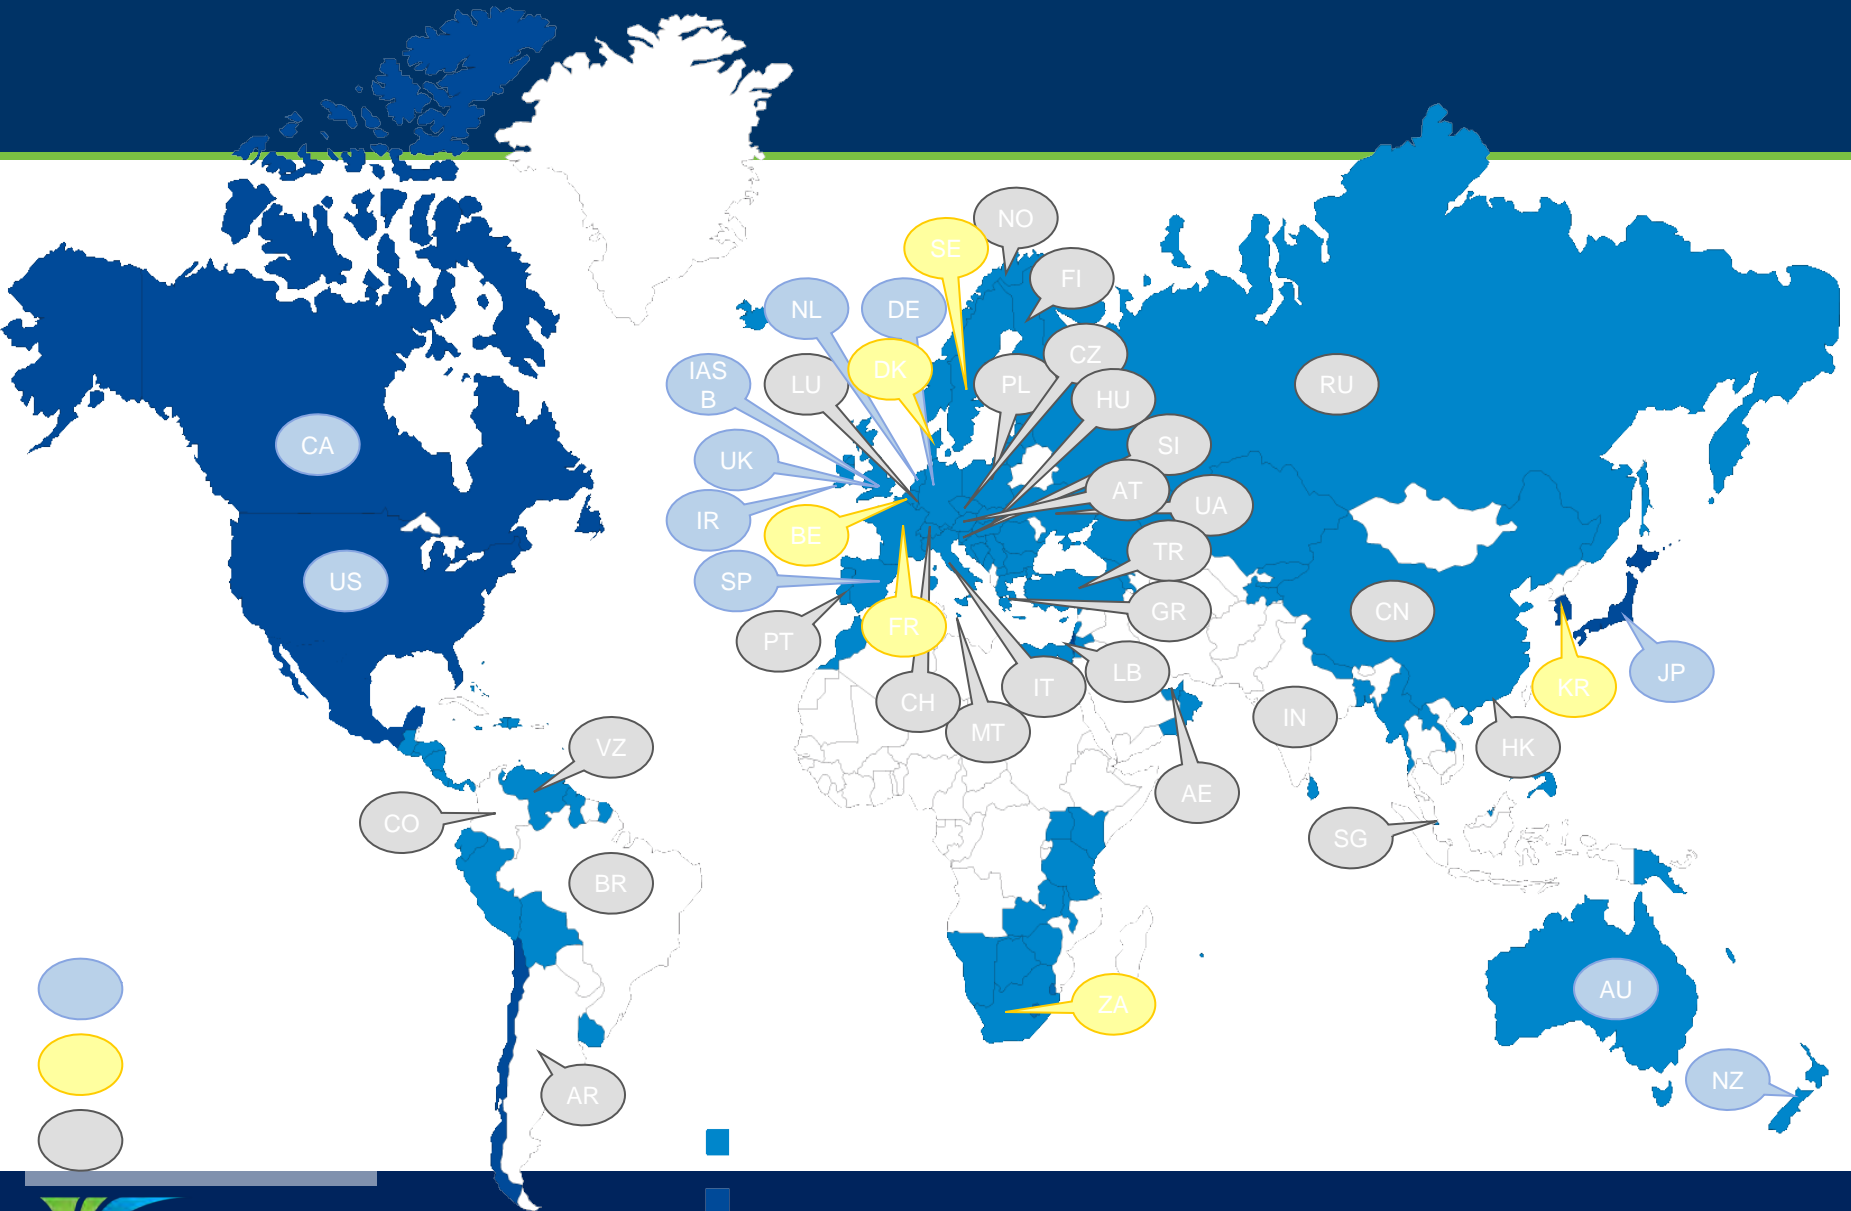 NO
SE
FI
NL
DE
CZ
DK
IAS
B
LU
PL
RU
HU
CA
SI
UK
AT
UA
IR
BE
TR
US
SP
GR
CN
FR
PT
LB
IT
KR
JP
CH
IN
MT
VZ
HK
AE
CO
SG
BR
AU
ZA
NZ
AR